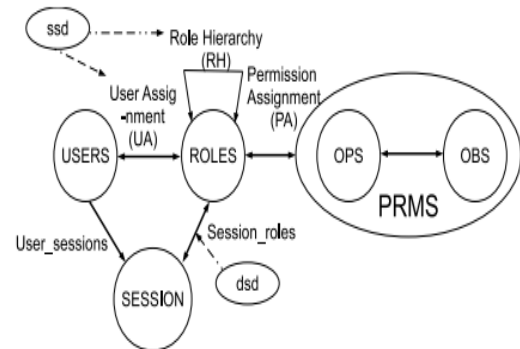 ssd
Role Hierarchy
(RH)
User Assig
-nment
(UA)
Permission
Assignment
(PA)
USERS
ROLES
OPS
OBS
PRMS
User_sessions
Session_roles
SESSION
dsd